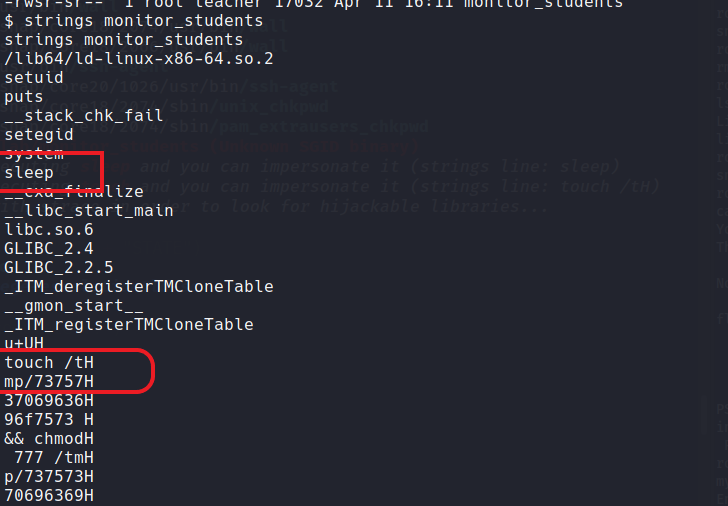 -rwsr-sr-- 1 root teacher 17032 Apr 11 16:11 monitor_students
$ strings monitor_students
strings monitor_students
/lib64/ld-linux-x86-64.so.2
setuid
puts
__stack_chk_fail
setegid
system
sleep
__cxa_finalize
__libc_start_main
libc.so.6
GLIBC_2.4
GLIBC_2.2.5
_ITM_deregisterTMCloneTable
__gmon_start__
_ITM_registerTMCloneTable
u+UH
touch /tH
mp/73757H
37069636H
96f7573 H
&& chmodH
 777 /tmH
p/737573H
70696369H